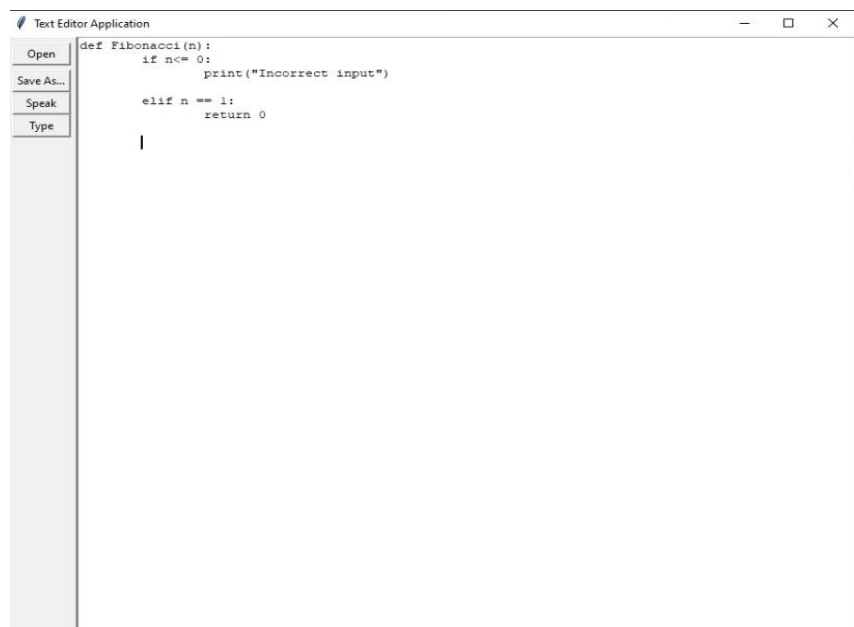 Text Editor Application
Open
Save As...
Speak
Type
def Fibonacci(n):
        if n<= 0:
                print("Incorrect input")
        elif n == 1:
                return 0